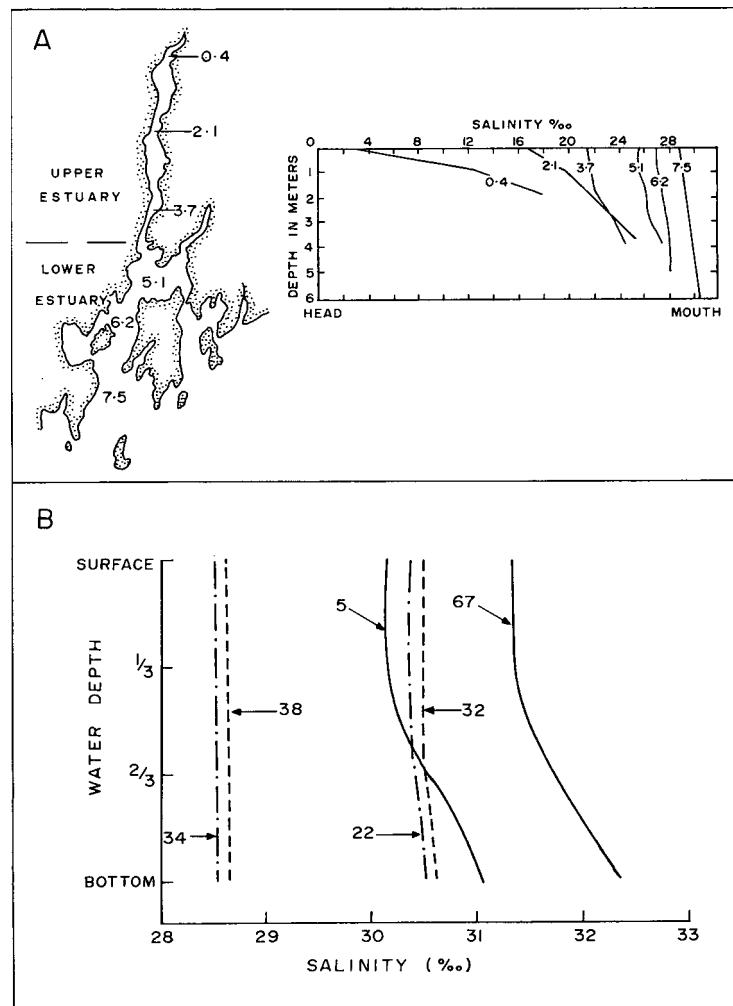 A
0·4
2·1
UPPER
ESTUARY
3·7
LOWER
ESTUARY
5·1
6·2
7·5
SALINITY ‰
0 4 8 12 16 20 24 28
DEPTH IN METERS
1
2
3
4
5
6
0·4
2·1
3·7
5·1
6·2
7·5
HEAD
MOUTH
B
SURFACE
1/3
2/3
BOTTOM
WATER DEPTH
5
67
38
32
34
22
28 29 30 31 32 33
SALINITY (‰)